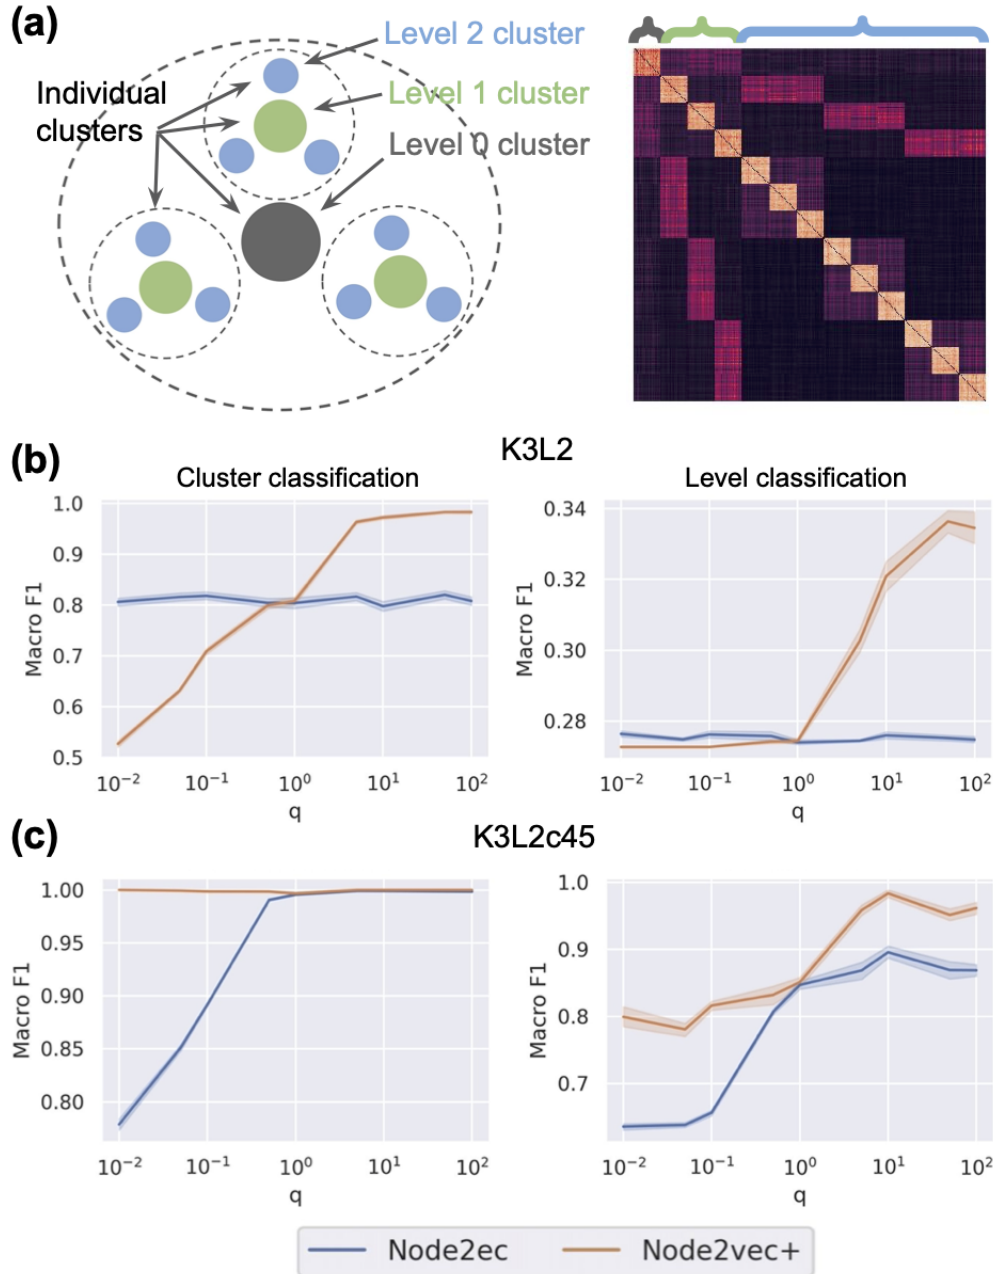 (a)
Level 2 cluster
Individual
clusters
Level 1 cluster
Level 0 cluster
(b)
K3L2
Cluster classification
Level classification
1.0
0.9
0.8
0.7
0.6
0.5
Macro F1
10⁻²
10⁻¹
10⁰
10¹
10²
q
0.34
0.32
0.30
0.28
Macro F1
10⁻²
10⁻¹
10⁰
10¹
10²
q
(c)
K3L2c45
1.00
0.95
0.90
0.85
0.80
Macro F1
10⁻²
10⁻¹
10⁰
10¹
10²
q
1.0
0.9
0.8
0.7
Macro F1
10⁻²
10⁻¹
10⁰
10¹
10²
q
Node2ec
Node2vec+